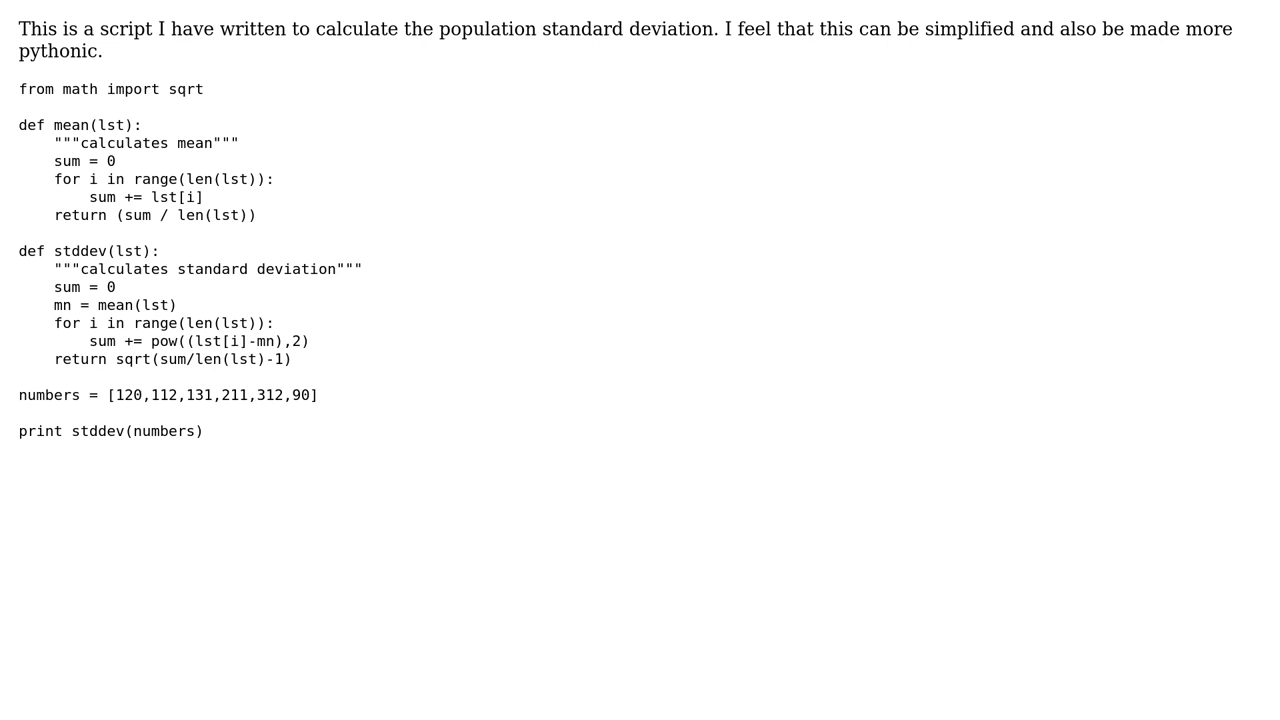 This is a script I have written to calculate the population standard deviation. I feel that this can be simplified and also be made more
pythonic.
from math import sqrt
def mean(lst):
    """calculates mean"""
    sum = 0
    for i in range(len(lst)):
        sum += lst[i]
    return (sum / len(lst))
def stddev(lst):
    """calculates standard deviation"""
    sum = 0
    mn = mean(lst)
    for i in range(len(lst)):
        sum += pow((lst[i]-mn),2)
    return sqrt(sum/len(lst)-1)
numbers = [120,112,131,211,312,90]
print stddev(numbers)